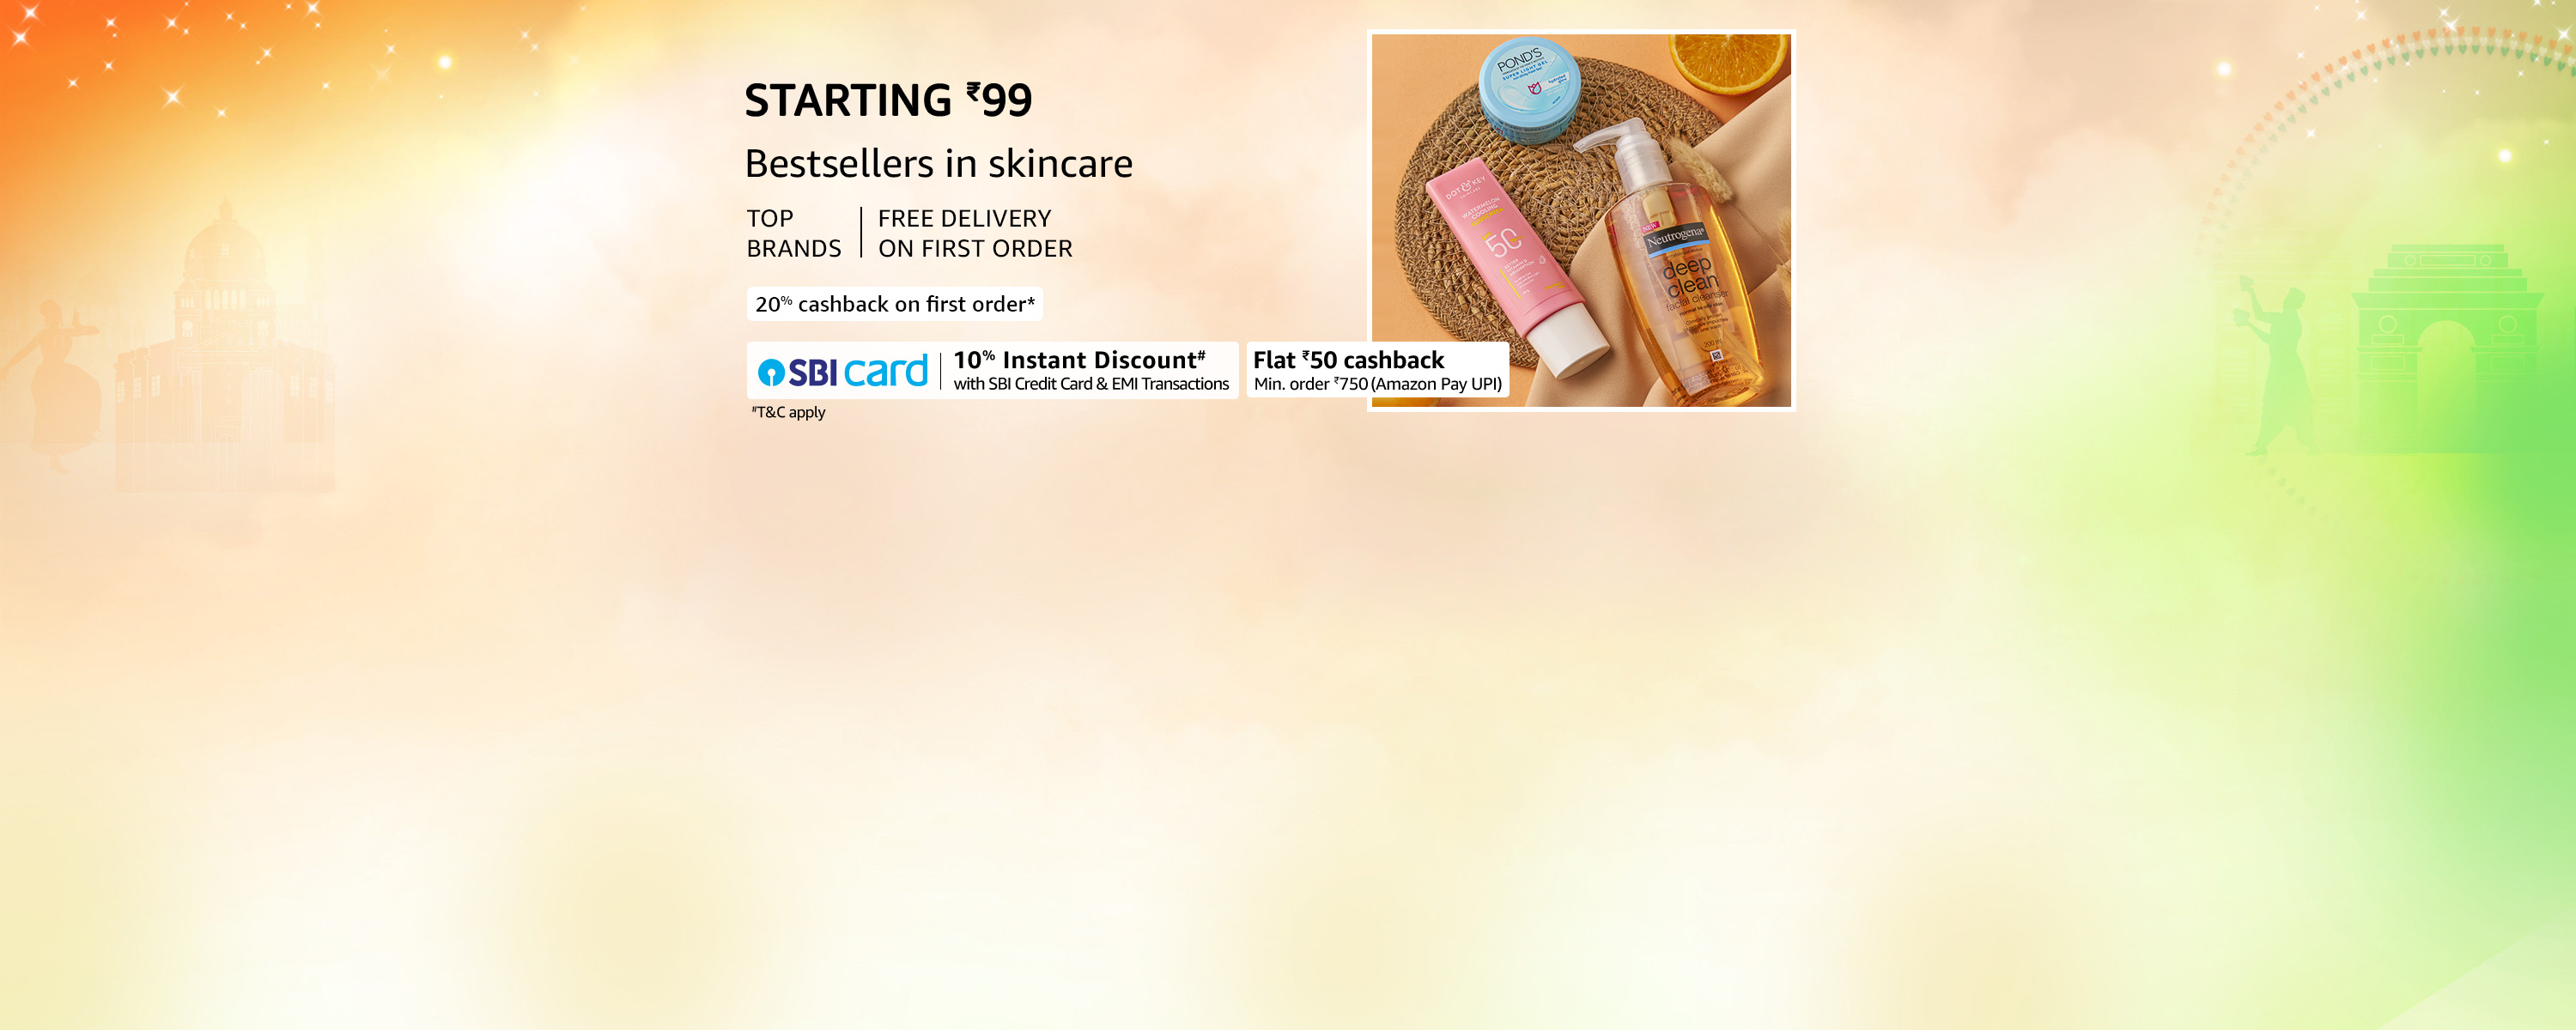 STARTING ₹99
Bestsellers in skincare
TOP
BRANDS
FREE DELIVERY
ON FIRST ORDER
20% cashback on first order*
SBI card
10% Instant Discount#
with SBI Credit Card & EMI Transactions
Flat ₹50 cashback
Min. order ₹750 (Amazon Pay UPI)
#T&C apply
POND'S
SUPER LIGHT GEL
DOT & KEY
WATERMELON
COOLING
50
NEW
Neutrogena®
deep
clean
facial cleanser